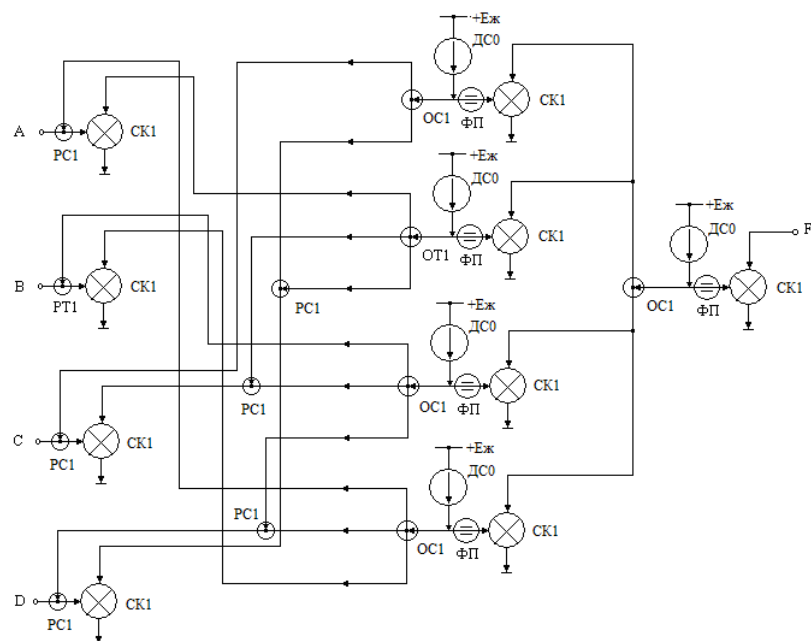 +Еж
ДС0
СК1
ОС1
ФП
A
СК1
РС1
+Еж
ДС0
СК1
ОТ1
ФП
+Еж
ДС0
F
СК1
ОС1
ФП
B
СК1
РТ1
РС1
+Еж
ДС0
СК1
РС1
ОС1
ФП
C
СК1
РС1
+Еж
ДС0
РС1
СК1
ОС1
ФП
D
СК1
РС1